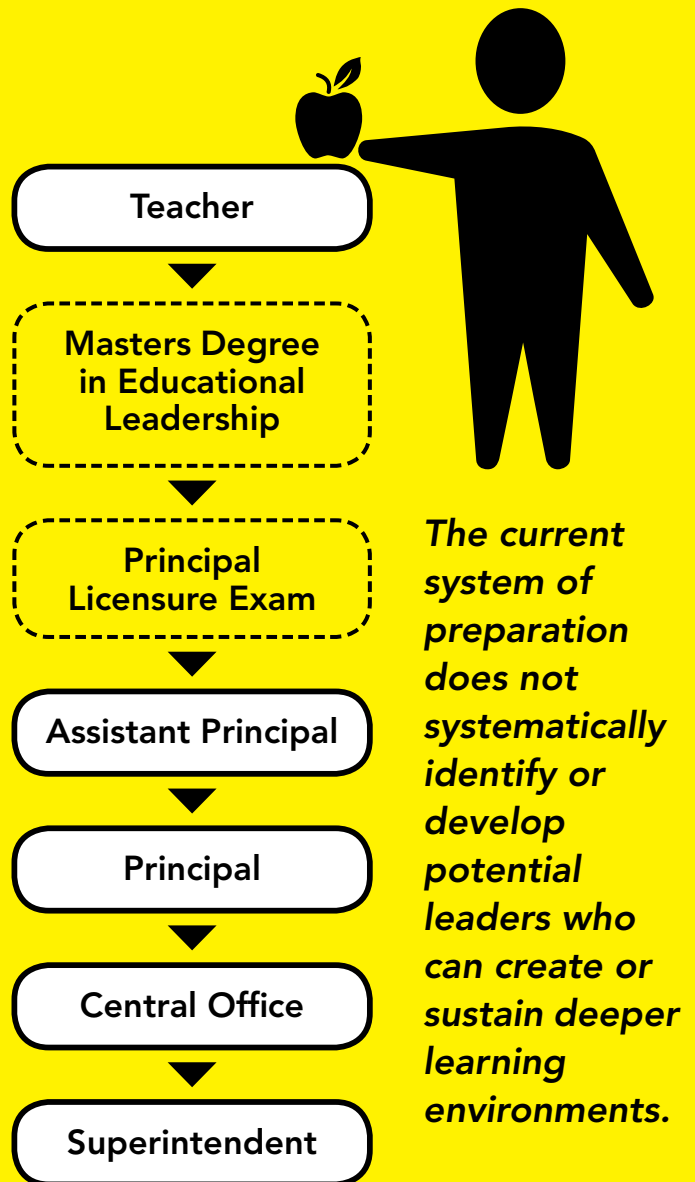 Teacher
Masters Degree
in Educational
Leadership
Principal
Licensure Exam
Assistant Principal
Principal
Central Office
Superintendent
The current
system of
preparation
does not
systematically
identify or
develop
potential
leaders who
can create or
sustain deeper
learning
environments.